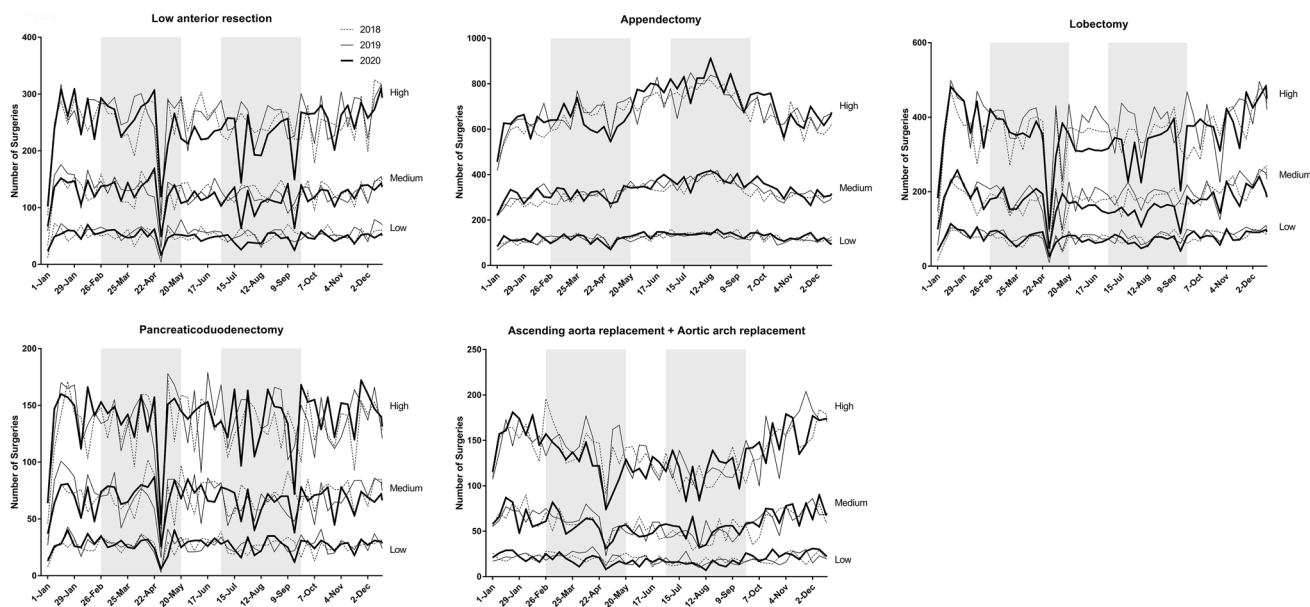 Low anterior resection
2018
2019
2020
Number of Surgeries
400
300
200
100
0
High
Medium
Low
1-Jan
29-Jan
26-Feb
25-Mar
22-Apr
20-May
17-Jun
15-Jul
12-Aug
9-Sep
7-Oct
4-Nov
2-Dec
Appendectomy
Number of Surgeries
1000
800
600
400
200
0
High
Medium
Low
1-Jan
29-Jan
26-Feb
25-Mar
22-Apr
20-May
17-Jun
15-Jul
12-Aug
9-Sep
7-Oct
4-Nov
2-Dec
Lobectomy
Number of Surgeries
600
400
200
0
High
Medium
Low
1-Jan
29-Jan
26-Feb
25-Mar
22-Apr
20-May
17-Jun
15-Jul
12-Aug
9-Sep
7-Oct
4-Nov
2-Dec
Pancreaticoduodenectomy
Number of Surgeries
200
150
100
50
0
High
Medium
Low
1-Jan
29-Jan
26-Feb
25-Mar
22-Apr
20-May
17-Jun
15-Jul
12-Aug
9-Sep
7-Oct
4-Nov
2-Dec
Ascending aorta replacement + Aortic arch replacement
Number of Surgeries
250
200
150
100
50
0
High
Medium
Low
1-Jan
29-Jan
26-Feb
25-Mar
22-Apr
20-May
17-Jun
15-Jul
12-Aug
9-Sep
7-Oct
4-Nov
2-Dec